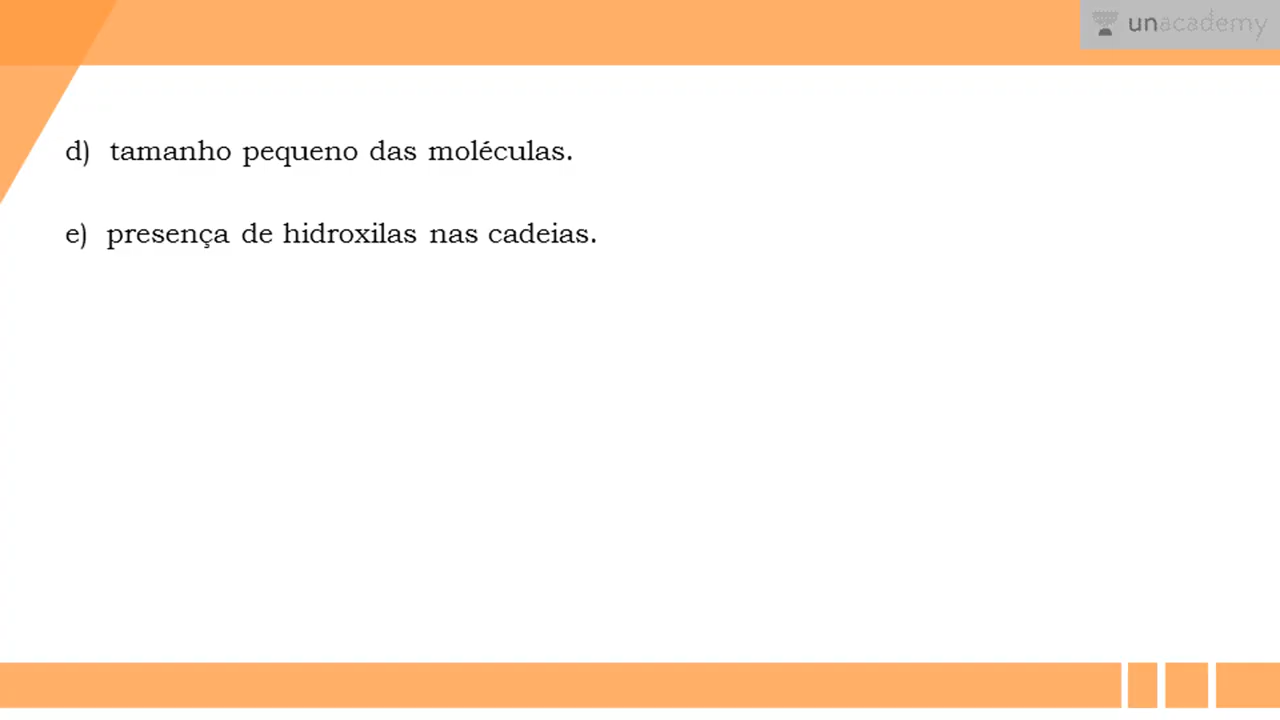 unacademy
d) tamanho pequeno das moléculas.
e) presença de hidroxilas nas cadeias.